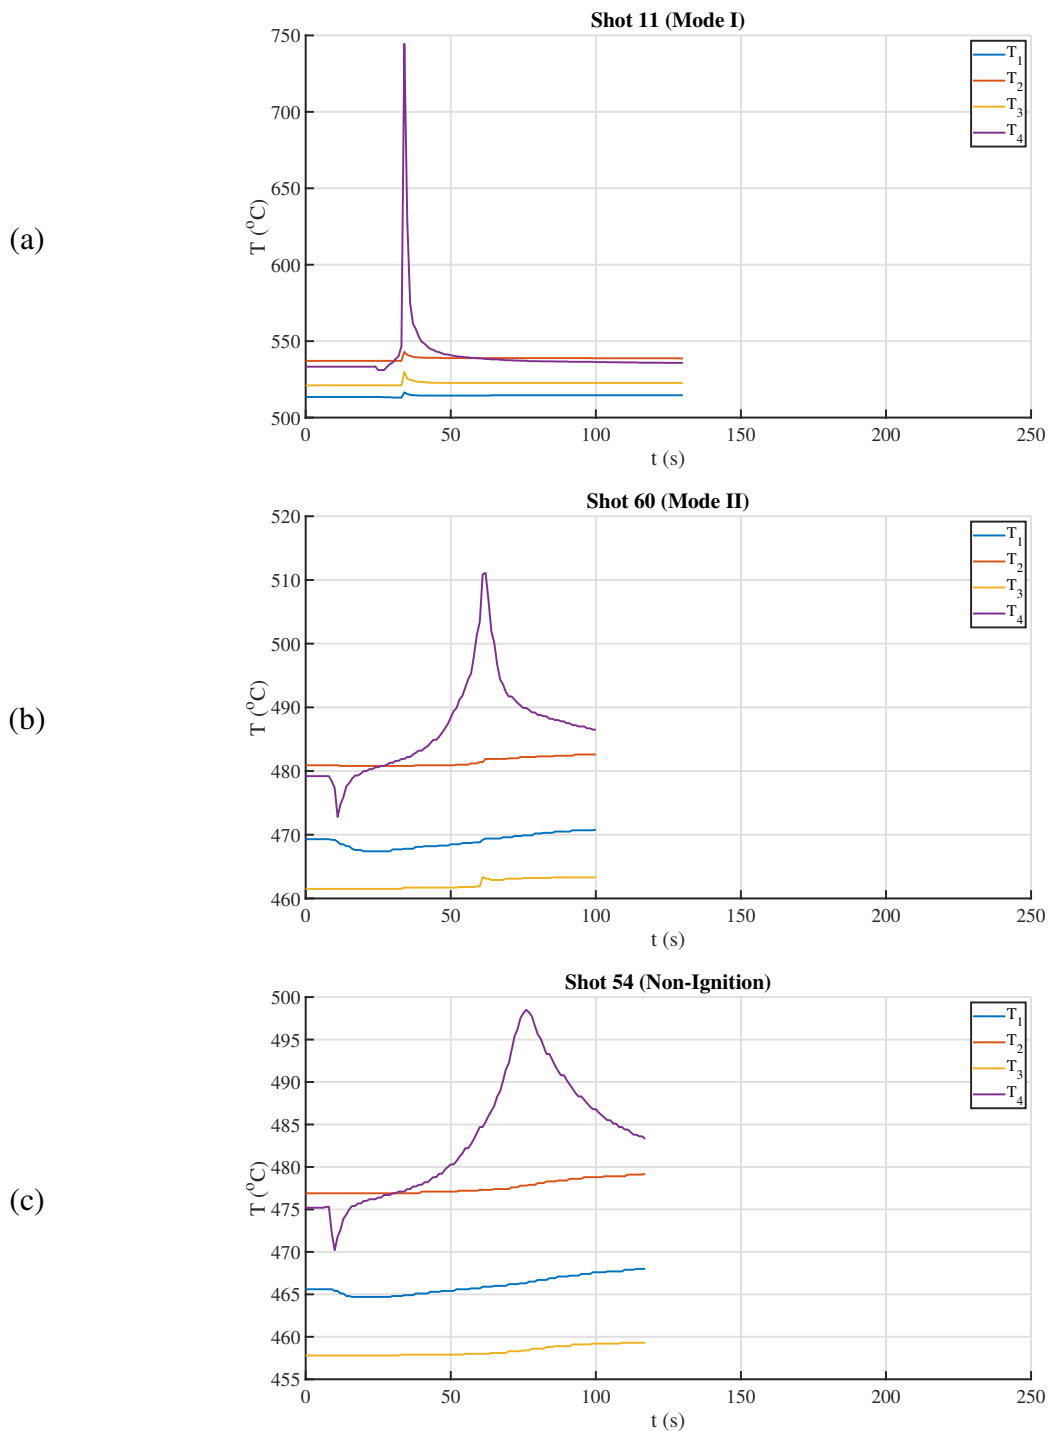 Shot 11 (Mode I)
750
700
650
600
550
500
T (°C)
0 50 100 150 200 250
t (s)
T1
T2
T3
T4
(a)
Shot 60 (Mode II)
520
510
500
490
480
470
460
T (°C)
0 50 100 150 200 250
t (s)
T1
T2
T3
T4
(b)
Shot 54 (Non-Ignition)
500
495
490
485
480
475
470
465
460
455
T (°C)
0 50 100 150 200 250
t (s)
T1
T2
T3
T4
(c)